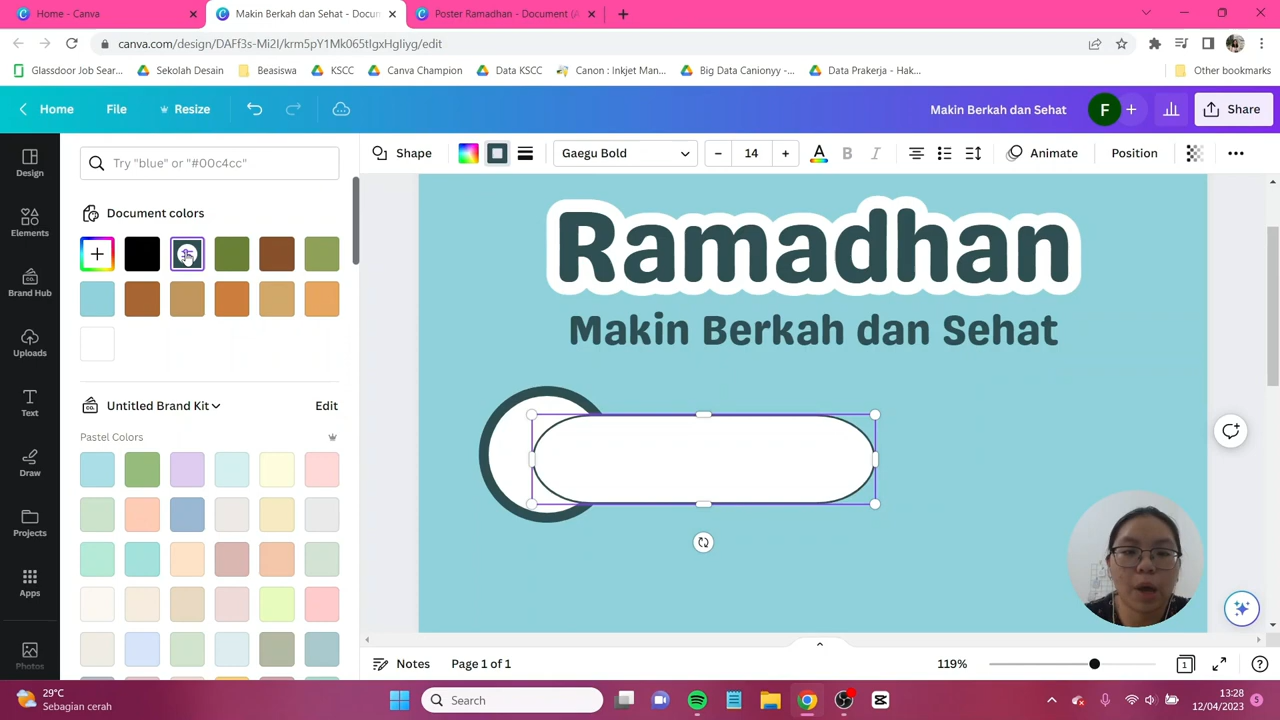 Home - Canva
Makin Berkah dan Sehat - Docun
Poster Ramadhan - Document (A
canva.com/design/DAFf3s-Mi2I/krm5pY1Mk065tIgxHgIiyg/edit
Glassdoor Job Sear...
Sekolah Desain
Beasiswa
KSCC
Canva Champion
Data KSCC
Canon : Inkjet Man...
Big Data Canionyy -...
Data Prakerja - Hak...
Other bookmarks
Home
File
Resize
Makin Berkah dan Sehat
F
Share
Design
Elements
Brand Hub
Uploads
Text
Draw
Projects
Apps
Photos
Try "blue" or "#00c4cc"
Document colors
Untitled Brand Kit
Edit
Pastel Colors
Shape
Gaegu Bold
14
A
B
I
Animate
Position
Ramadhan
Makin Berkah dan Sehat
Notes
Page 1 of 1
119%
1
29°C
Sebagian cerah
Search
13:28
12/04/2023
5